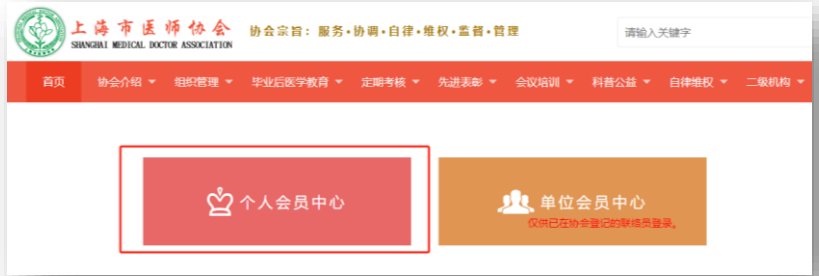 上海市医师协会
SHANGHAI MEDICAL DOCTOR ASSOCIATION
协会宗旨：服务•协调•自律•维权•监督•管理
请输入关键字
首页 协会介绍 组织管理 毕业后医学教育 定期考核 先进表彰 会议培训 科普公益 自律维权 二级机构
个人会员中心
单位会员中心
仅供已在协会登记的联络员登录。